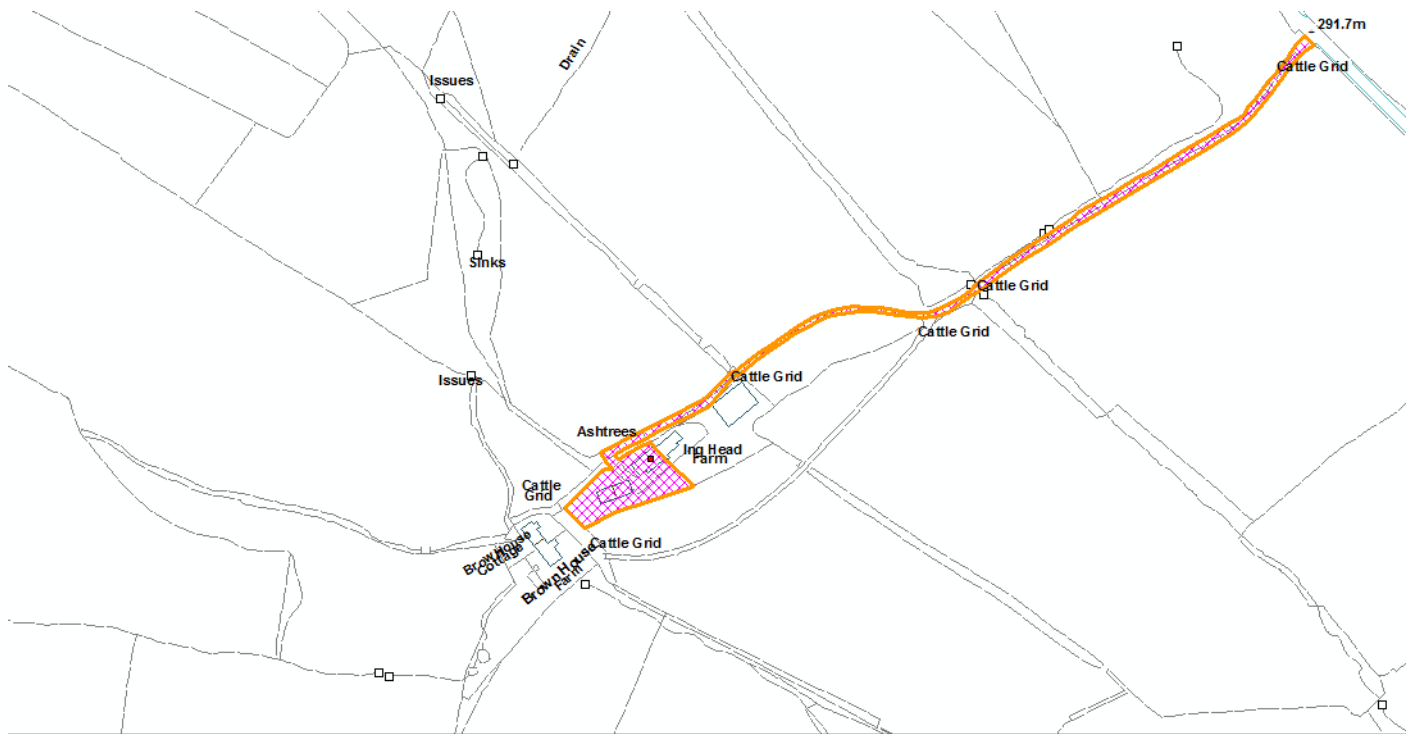 291.7m
Drain
Cattle Grid
Issues
Sinks
Cattle Grid
Cattle Grid
Cattle Grid
Issues
Ashtrees
Ing Head
Farm
Cattle
Grid
Cattle Grid
Brow House
Cottage
Brown House
Farm